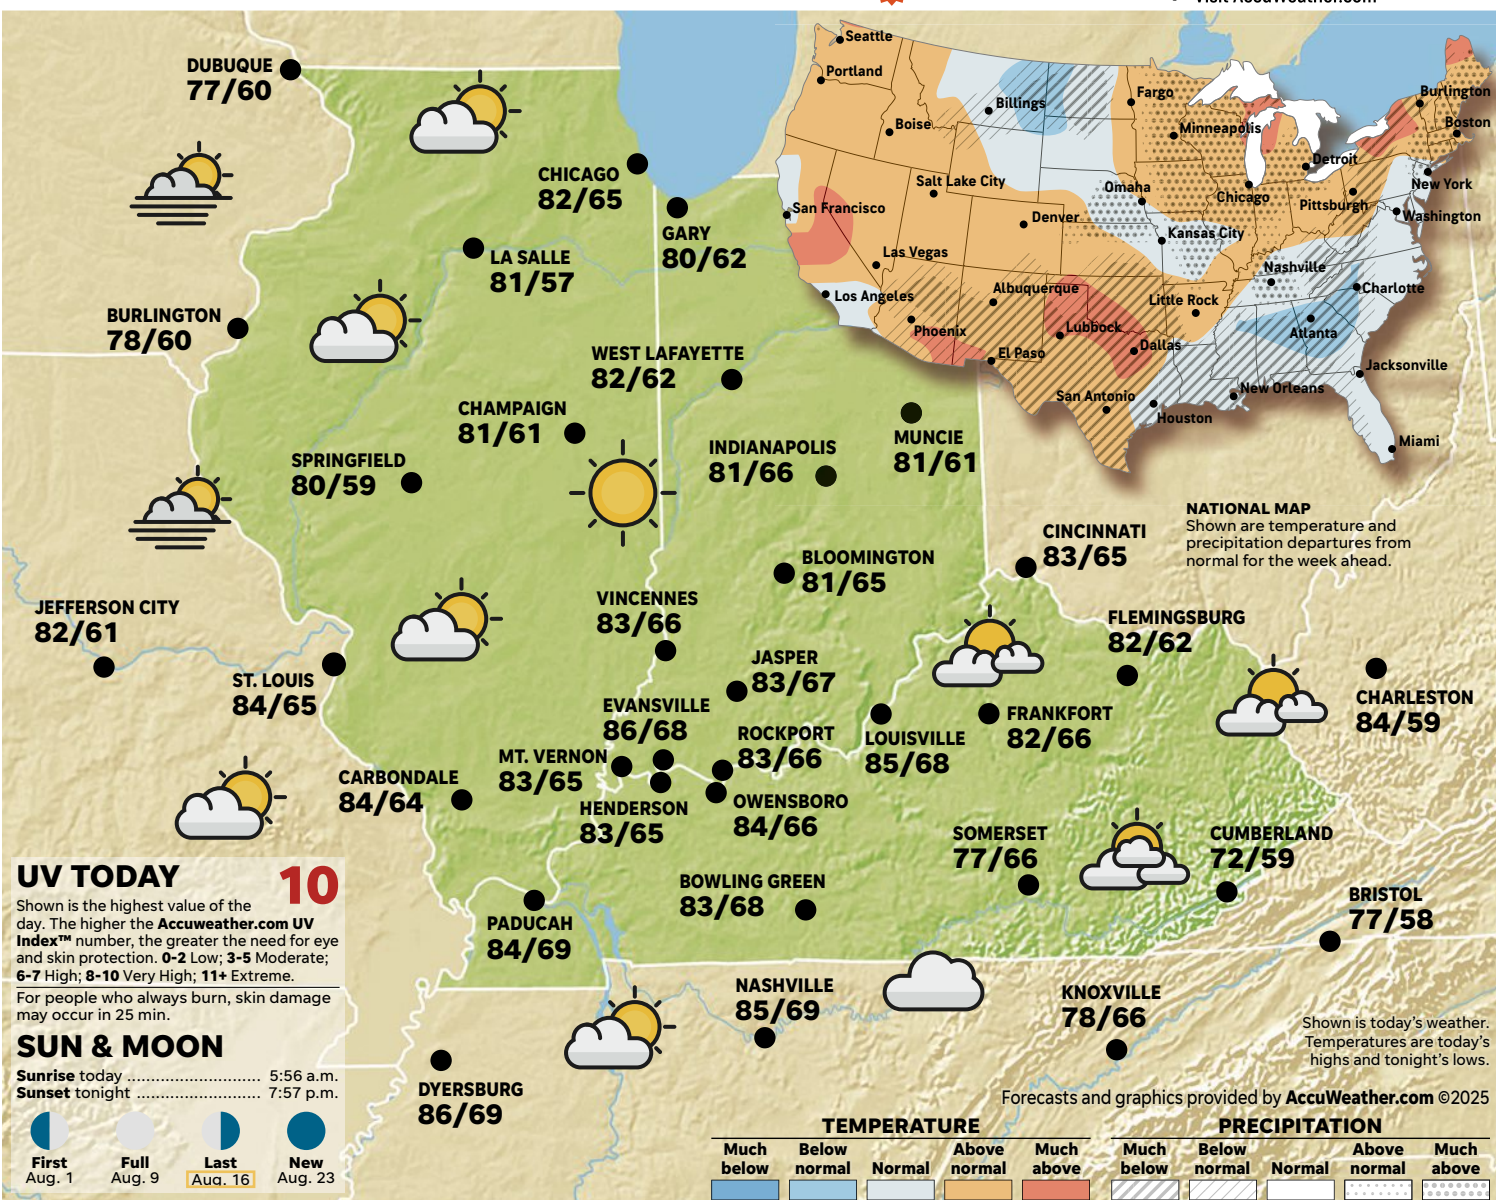 Visit AccuWeather.com
DUBUQUE
77/60
CHICAGO
82/65
GARY
80/62
LA SALLE
81/57
BURLINGTON
78/60
WEST LAFAYETTE
82/62
CHAMPAIGN
81/61
SPRINGFIELD
80/59
INDIANAPOLIS
81/66
MUNCIE
81/61
CINCINNATI
83/65
BLOOMINGTON
81/65
JEFFERSON CITY
82/61
ST. LOUIS
84/65
VINCENNES
83/66
JASPER
83/67
FLEMINGSBURG
82/62
CHARLESTON
84/59
EVANSVILLE
86/68
ROCKPORT
83/66
LOUISVILLE
85/68
FRANKFORT
82/66
MT. VERNON
83/65
CARBONDALE
84/64
HENDERSON
83/65
OWENSBORO
84/66
SOMERSET
77/66
CUMBERLAND
72/59
BOWLING GREEN
83/68
BRISTOL
77/58
PADUCAH
84/69
NASHVILLE
85/69
KNOXVILLE
78/66
DYERSBURG
86/69
Seattle
Portland
Boise
Billings
Fargo
Minneapolis
Burlington
Boston
Detroit
New York
Salt Lake City
Omaha
Chicago
Pittsburgh
Washington
San Francisco
Denver
Kansas City
Las Vegas
Nashville
Charlotte
Los Angeles
Albuquerque
Little Rock
Phoenix
Lubbock
Atlanta
Dallas
El Paso
Jacksonville
San Antonio
New Orleans
Houston
Miami
NATIONAL MAP
Shown are temperature and
precipitation departures from
normal for the week ahead.
UV TODAY 10
Shown is the highest value of the
day. The higher the Accuweather.com UV
Index™ number, the greater the need for eye
and skin protection. 0-2 Low; 3-5 Moderate;
6-7 High; 8-10 Very High; 11+ Extreme.
For people who always burn, skin damage
may occur in 25 min.
SUN & MOON
Sunrise today ............................ 5:56 a.m.
Sunset tonight .......................... 7:57 p.m.
First Full Last New
Aug. 1 Aug. 9 Aug. 16 Aug. 23
Shown is today's weather.
Temperatures are today's
highs and tonight's lows.
Forecasts and graphics provided by AccuWeather.com ©2025
TEMPERATURE
Much below
Below normal
Normal
Above normal
Much above
PRECIPITATION
Much below
Below normal
Normal
Above normal
Much above